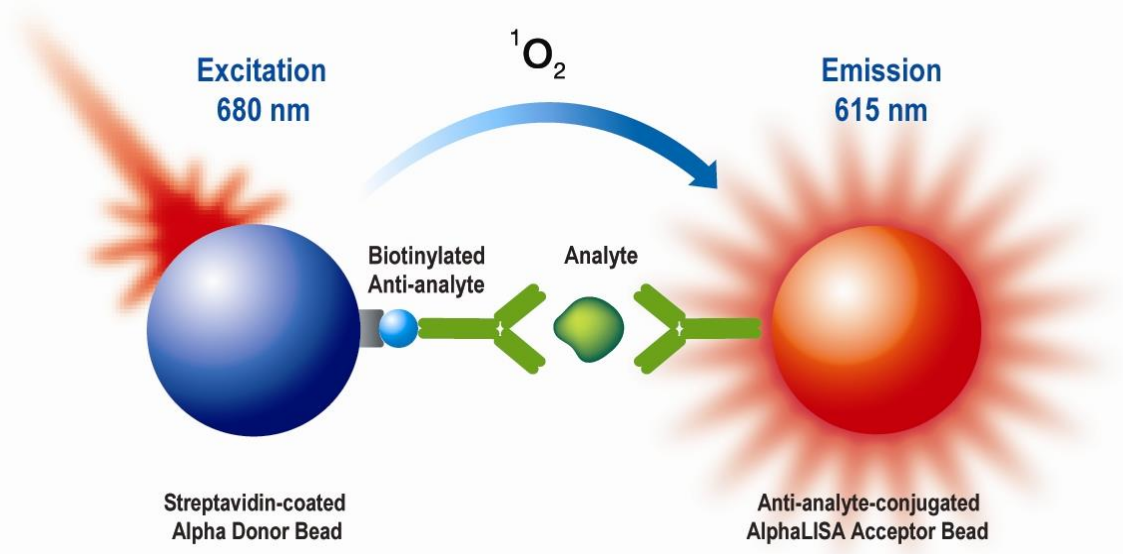 Excitation
680 nm
¹O₂
Emission
615 nm
Biotinylated
Anti-analyte
Analyte
Streptavidin-coated
Alpha Donor Bead
Anti-analyte-conjugated
AlphaLISA Acceptor Bead